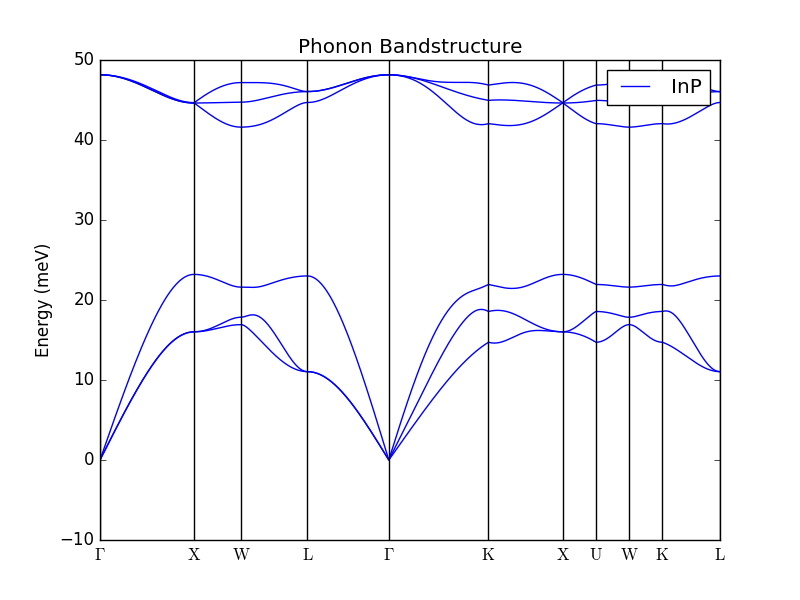 Phonon Bandstructure
InP
Energy (meV)
50
40
30
20
10
0
−10
Γ X W L Γ K X U W K L